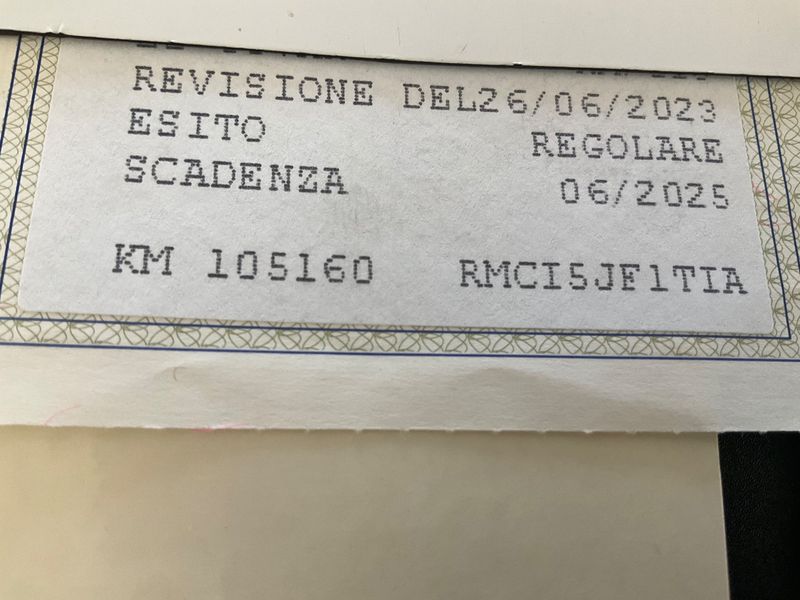 REVISIONE DEL26/06/2023
ESITO REGOLARE
SCADENZA 06/2025
KM 105160 RMCI5JF1TIA